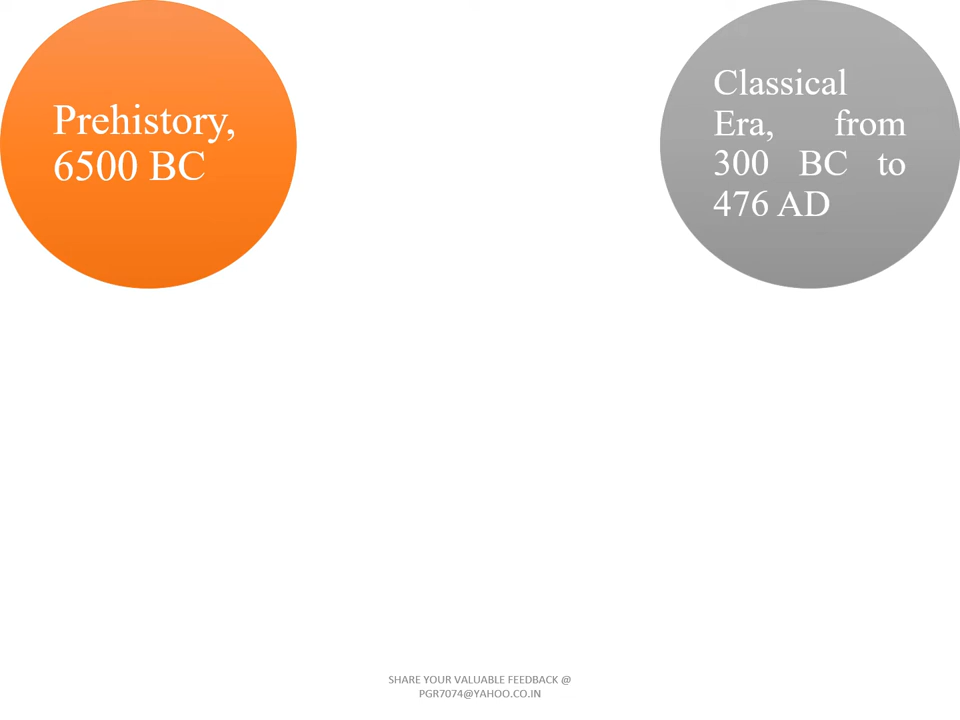 Prehistory,
6500 BC
Classical
Era, from
300 BC to
476 AD
SHARE YOUR VALUABLE FEEDBACK @
PGR7074@YAHOO.CO.IN